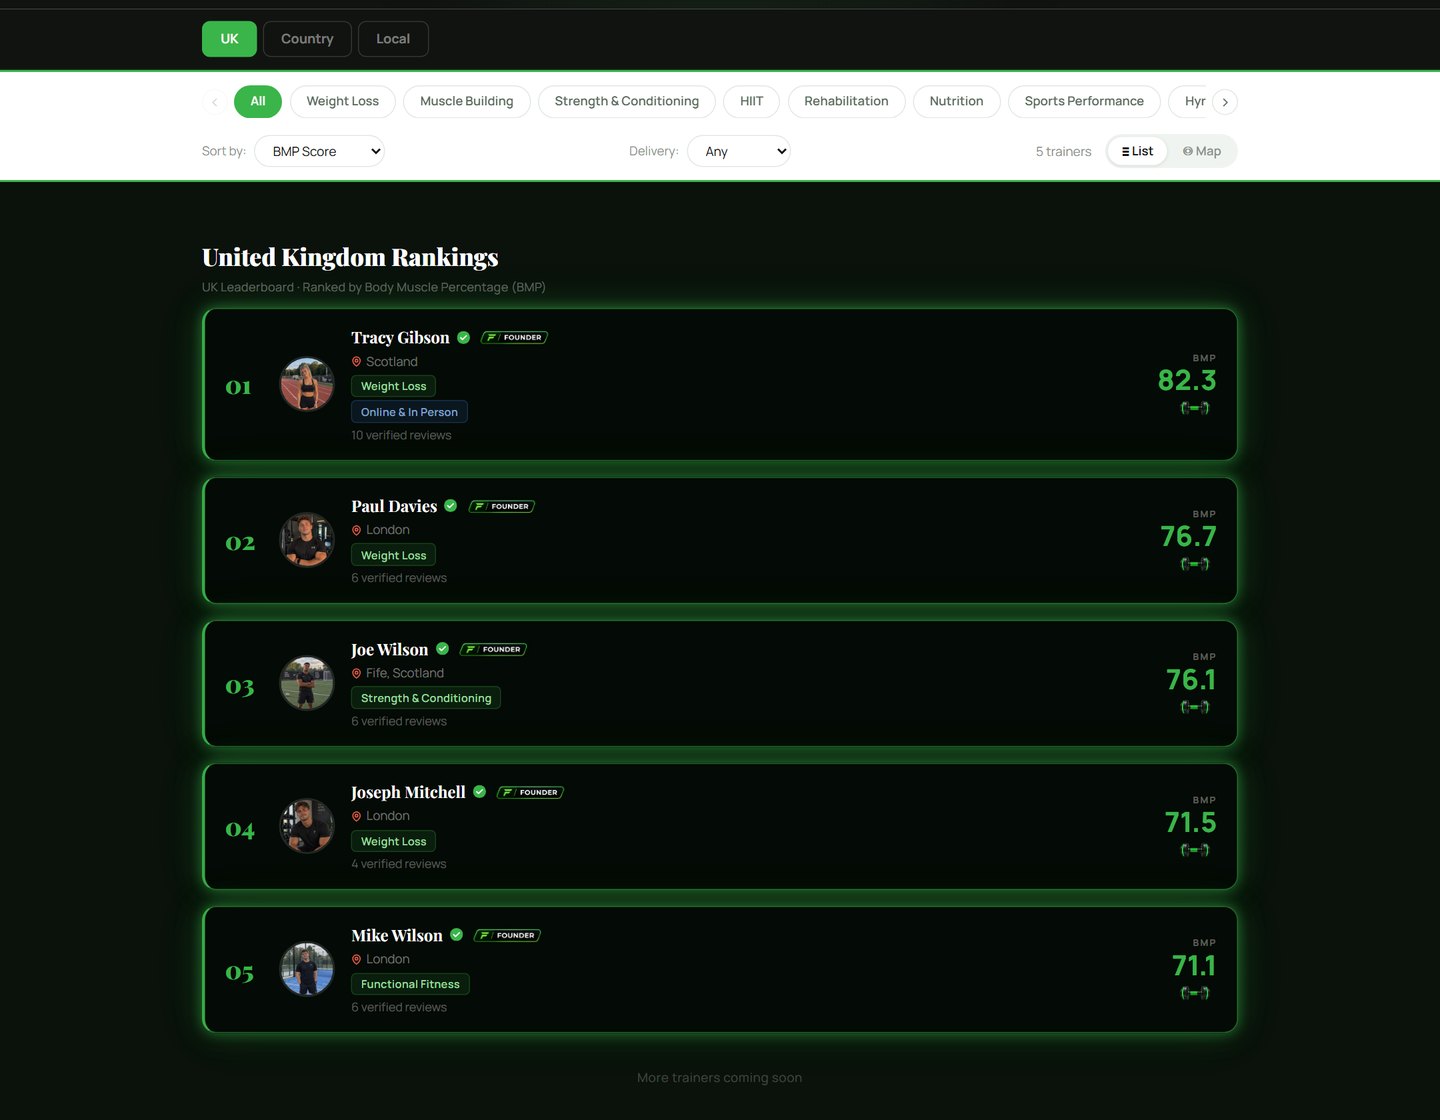 UK Country Local
All Weight Loss Muscle Building Strength & Conditioning HIIT Rehabilitation Nutrition Sports Performance Hyr
Sort by: BMP Score Delivery: Any 5 trainers List Map
United Kingdom Rankings
UK Leaderboard · Ranked by Body Muscle Percentage (BMP)
01
Tracy Gibson FOUNDER
Scotland
Weight Loss
Online & In Person
10 verified reviews
BMP
82.3
02
Paul Davies FOUNDER
London
Weight Loss
6 verified reviews
BMP
76.7
03
Joe Wilson FOUNDER
Fife, Scotland
Strength & Conditioning
6 verified reviews
BMP
76.1
04
Joseph Mitchell FOUNDER
London
Weight Loss
4 verified reviews
BMP
71.5
05
Mike Wilson FOUNDER
London
Functional Fitness
6 verified reviews
BMP
71.1
More trainers coming soon